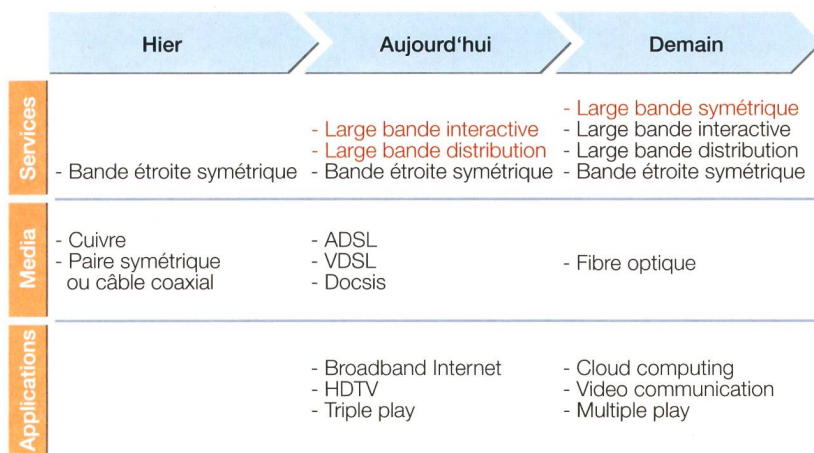 Hier
Aujourd‘hui
Demain
Services
- Bande étroite symétrique
- Large bande interactive
- Large bande distribution
- Bande étroite symétrique
- Large bande symétrique
- Large bande interactive
- Large bande distribution
- Bande étroite symétrique
Media
- Cuivre
- Paire symétrique
ou câble coaxial
- ADSL
- VDSL
- Docsis
- Fibre optique
Applications
- Broadband Internet
- HDTV
- Triple play
- Cloud computing
- Video communication
- Multiple play